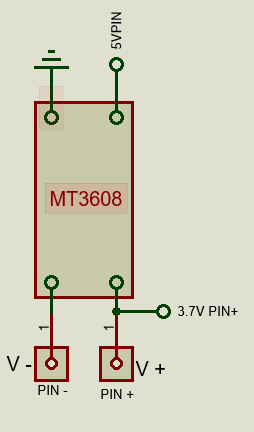 5VPIN
MT3608
3.7V PIN+
1
1
V -
V +
PIN -
PIN +